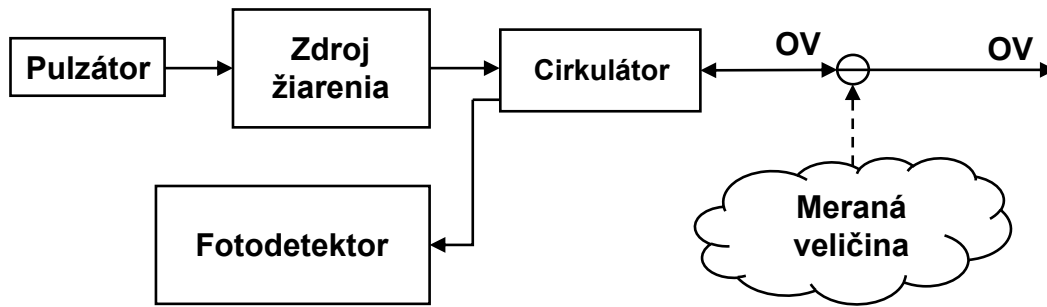 Pulzátor
Zdroj
žiarenia
Cirkulátor
OV
OV
Fotodetektor
Meraná
veličina